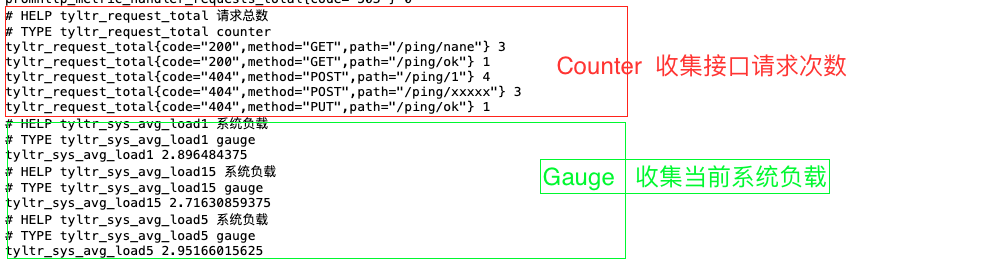 promhttp_metric_handler_requests_total{code="503"} 0
# HELP tyltr_request_total 请求总数
# TYPE tyltr_request_total counter
tyltr_request_total{code="200",method="GET",path="/ping/nane"} 3
tyltr_request_total{code="200",method="GET",path="/ping/ok"} 1
tyltr_request_total{code="404",method="POST",path="/ping/1"} 4
tyltr_request_total{code="404",method="POST",path="/ping/xxxxx"} 3
tyltr_request_total{code="404",method="PUT",path="/ping/ok"} 1
Counter 收集接口请求次数
# HELP tyltr_sys_avg_load1 系统负载
# TYPE tyltr_sys_avg_load1 gauge
tyltr_sys_avg_load1 2.896484375
# HELP tyltr_sys_avg_load15 系统负载
# TYPE tyltr_sys_avg_load15 gauge
tyltr_sys_avg_load15 2.71630859375
# HELP tyltr_sys_avg_load5 系统负载
# TYPE tyltr_sys_avg_load5 gauge
tyltr_sys_avg_load5 2.95166015625
Gauge 收集当前系统负载